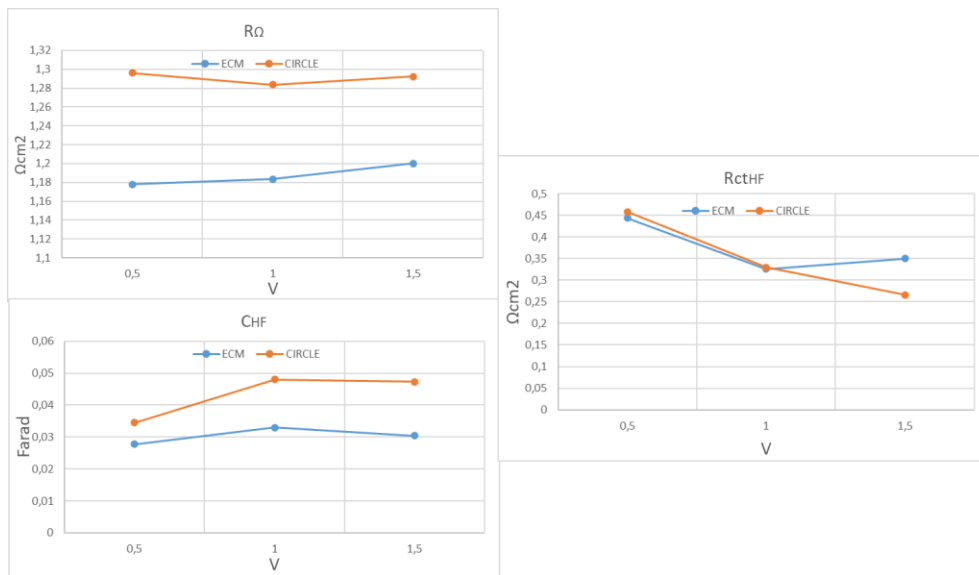 RΩ
ECM CIRCLE
1,32
1,3
1,28
1,26
1,24
1,22
1,2
1,18
1,16
1,14
1,12
1,1
Ωcm2
0,5 1 1,5
V
CHF
ECM CIRCLE
0,06
0,05
0,04
0,03
0,02
0,01
0
Farad
0,5 1 1,5
V
RctHF
ECM CIRCLE
0,5
0,45
0,4
0,35
0,3
0,25
0,2
0,15
0,1
0,05
0
Ωcm2
0,5 1 1,5
V